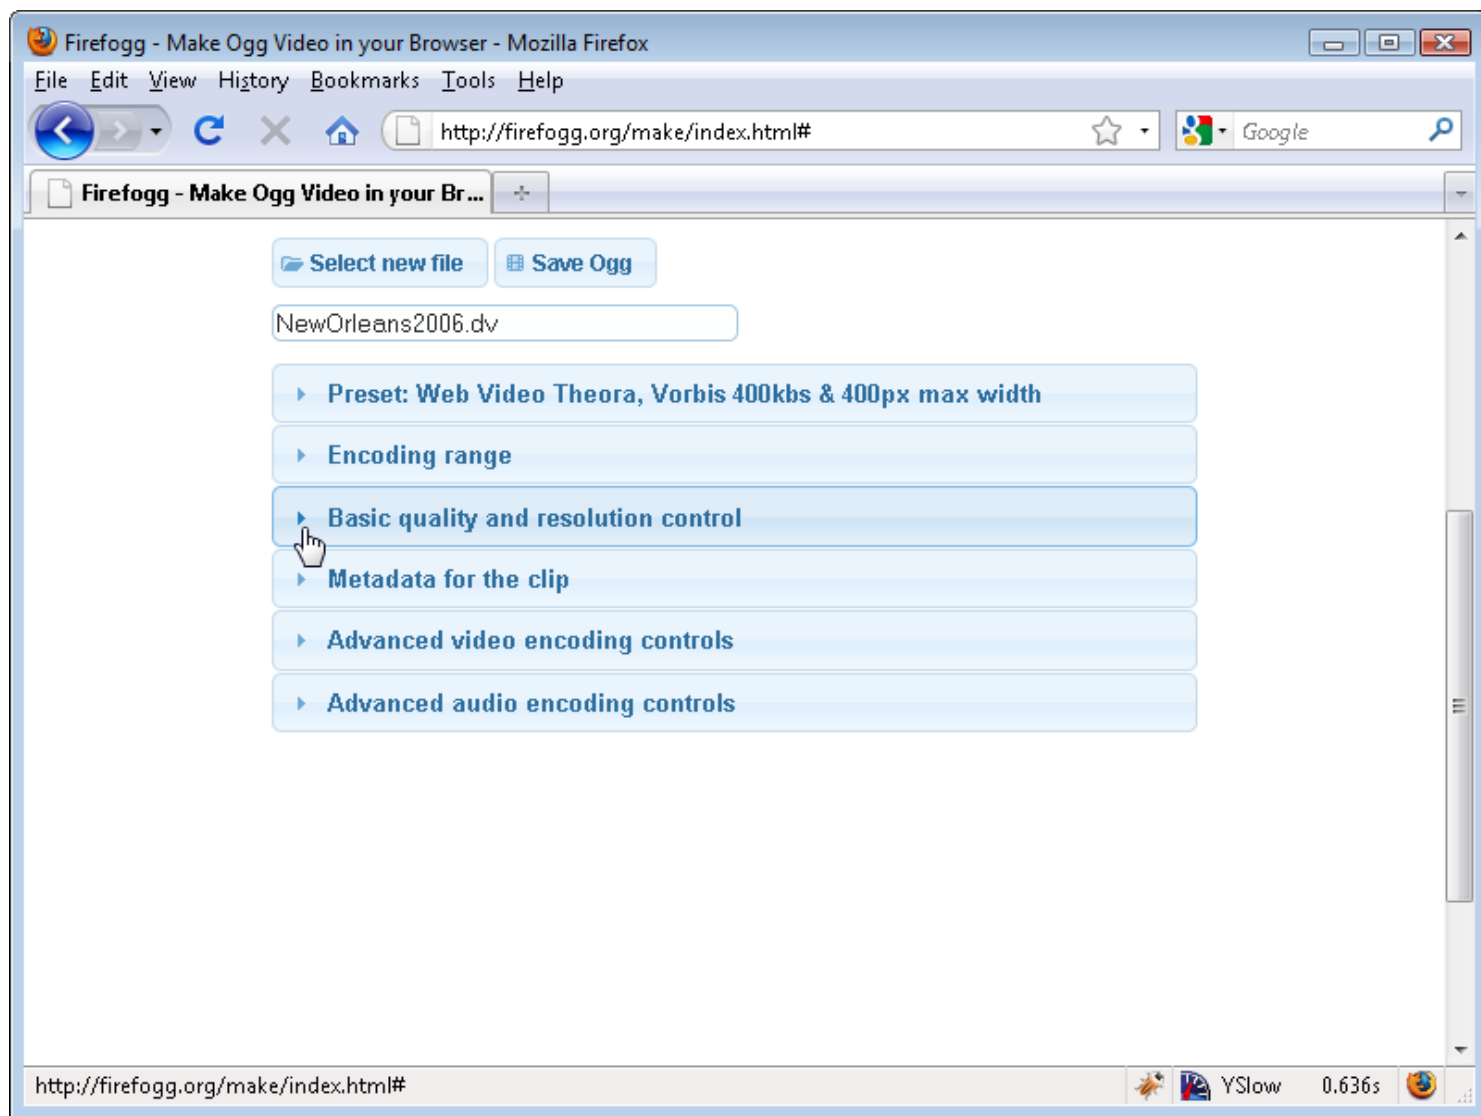 Firefogg - Make Ogg Video in your Browser - Mozilla Firefox
File Edit View History Bookmarks Tools Help
http://firefogg.org/make/index.html#
Google
Firefogg - Make Ogg Video in your Br...
Select new file
Save Ogg
NewOrleans2006.dv
Preset: Web Video Theora, Vorbis 400kbs & 400px max width
Encoding range
Basic quality and resolution control
Metadata for the clip
Advanced video encoding controls
Advanced audio encoding controls
http://firefogg.org/make/index.html#
YSlow
0.636s